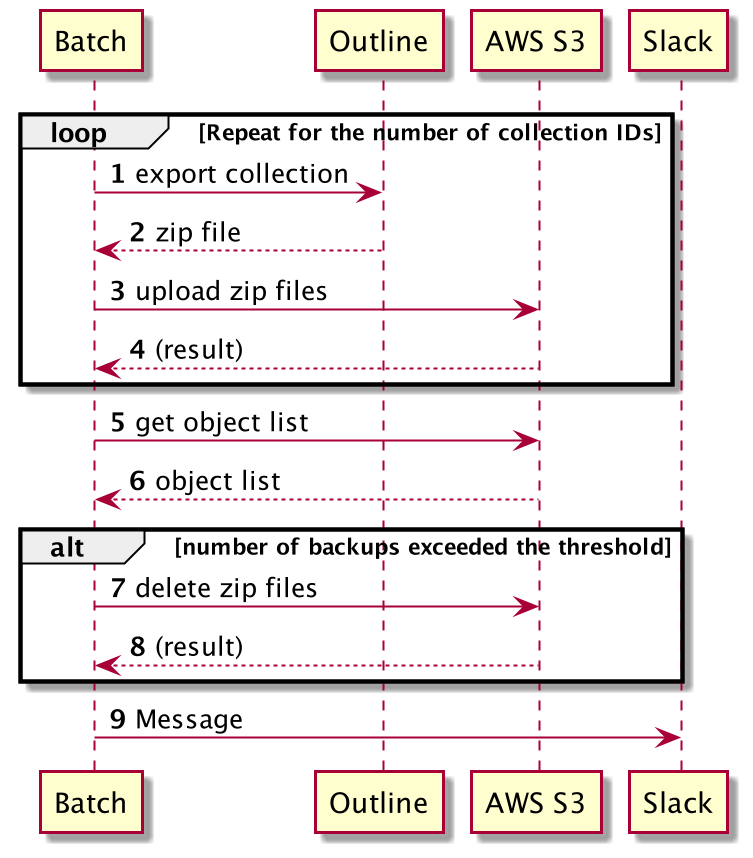 Batch Outline AWS S3 Slack
loop [Repeat for the number of collection IDs]
1 export collection
2 zip file
3 upload zip files
4 (result)
5 get object list
6 object list
alt [number of backups exceeded the threshold]
7 delete zip files
8 (result)
9 Message
Batch Outline AWS S3 Slack